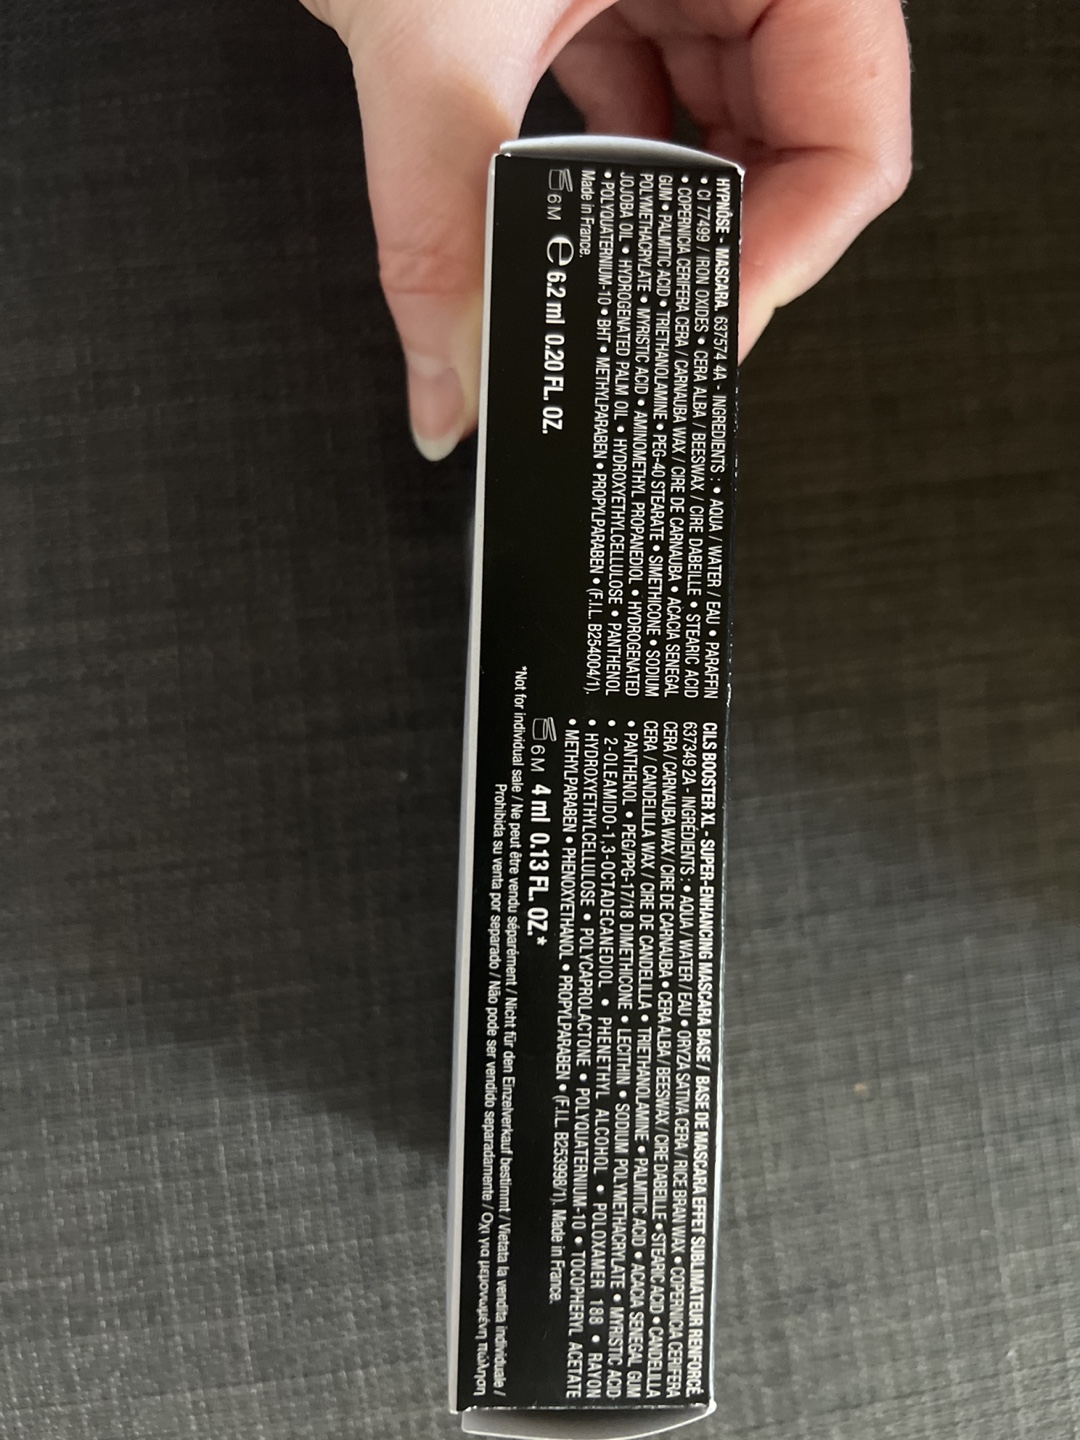 HYPNÔSE - MASCARA. 637574 4A - INGREDIENTS : • AQUA / WATER / EAU • PARAFFIN
• CI 77499 / IRON OXIDES • CERA ALBA / BEESWAX / CIRE DABEILLE • STEARIC ACID
• COPERNICIA CERIFERA CERA / CARNAUBA WAX / CIRE DE CARNAUBA • ACACIA SENEGAL
GUM • PALMITIC ACID • TRIETHANOLAMINE • PEG-40 STEARATE • SIMETHICONE • SODIUM
POLYMETHACRYLATE • MYRISTIC ACID • AMINOMETHYL PROPANEDIOL • HYDROGENATED
JOJOBA OIL • HYDROGENATED PALM OIL • HYDROXYETHYLCELLULOSE • PANTHENOL
• POLYQUATERNIUM-10 • BHT • METHYLPARABEN • PROPYLPARABEN • (F.I.L. B254004/1).
Made in France.
6M e 6.2 ml 0.20 FL. OZ.
CILS BOOSTER XL - SUPER-ENHANCING MASCARA BASE / BASE DE MASCARA EFFET SUBLIMATEUR RENFORCÉ.
637349 2A - INGRÉDIENTS : • AQUA / WATER / EAU • ORYZA SATIVA CERA / RICE BRAN WAX • COPERNICIA CERIFERA
CERA / CARNAUBA WAX / CIRE DE CARNAUBA • CERA ALBA / BEESWAX / CIRE DABEILLE • STEARIC ACID • CANDELILLA
CERA / CANDELILLA WAX / CIRE DE CANDELILLA • TRIETHANOLAMINE • PALMITIC ACID • ACACIA SENEGAL GUM
• PANTHENOL • PEG/PPG-17/18 DIMETHICONE • LECITHIN • SODIUM POLYMETHACRYLATE • MYRISTIC ACID
• 2-OLEAMIDO-1,3-OCTADECANEDIOL • PHENETHYL ALCOHOL • POLOXAMER 188 • RAYON
• HYDROXYETHYLCELLULOSE • POLYCAPROLACTONE • POLYQUATERNIUM-10 • TOCOPHERYL ACETATE
• METHYLPARABEN • PHENOXYETHANOL • PROPYLPARABEN • (F.I.L. B253998/1). Made in France.
6M 4 ml 0.13 FL. OZ.*
*Not for individual sale / Ne peut être vendu séparément / Nicht für den Einzelverkauf bestimmt / Vietata la vendita individuale /
Prohibida su venta por separado / Não pode ser vendido separadamente / Όχι για μεμονωμένη πώληση